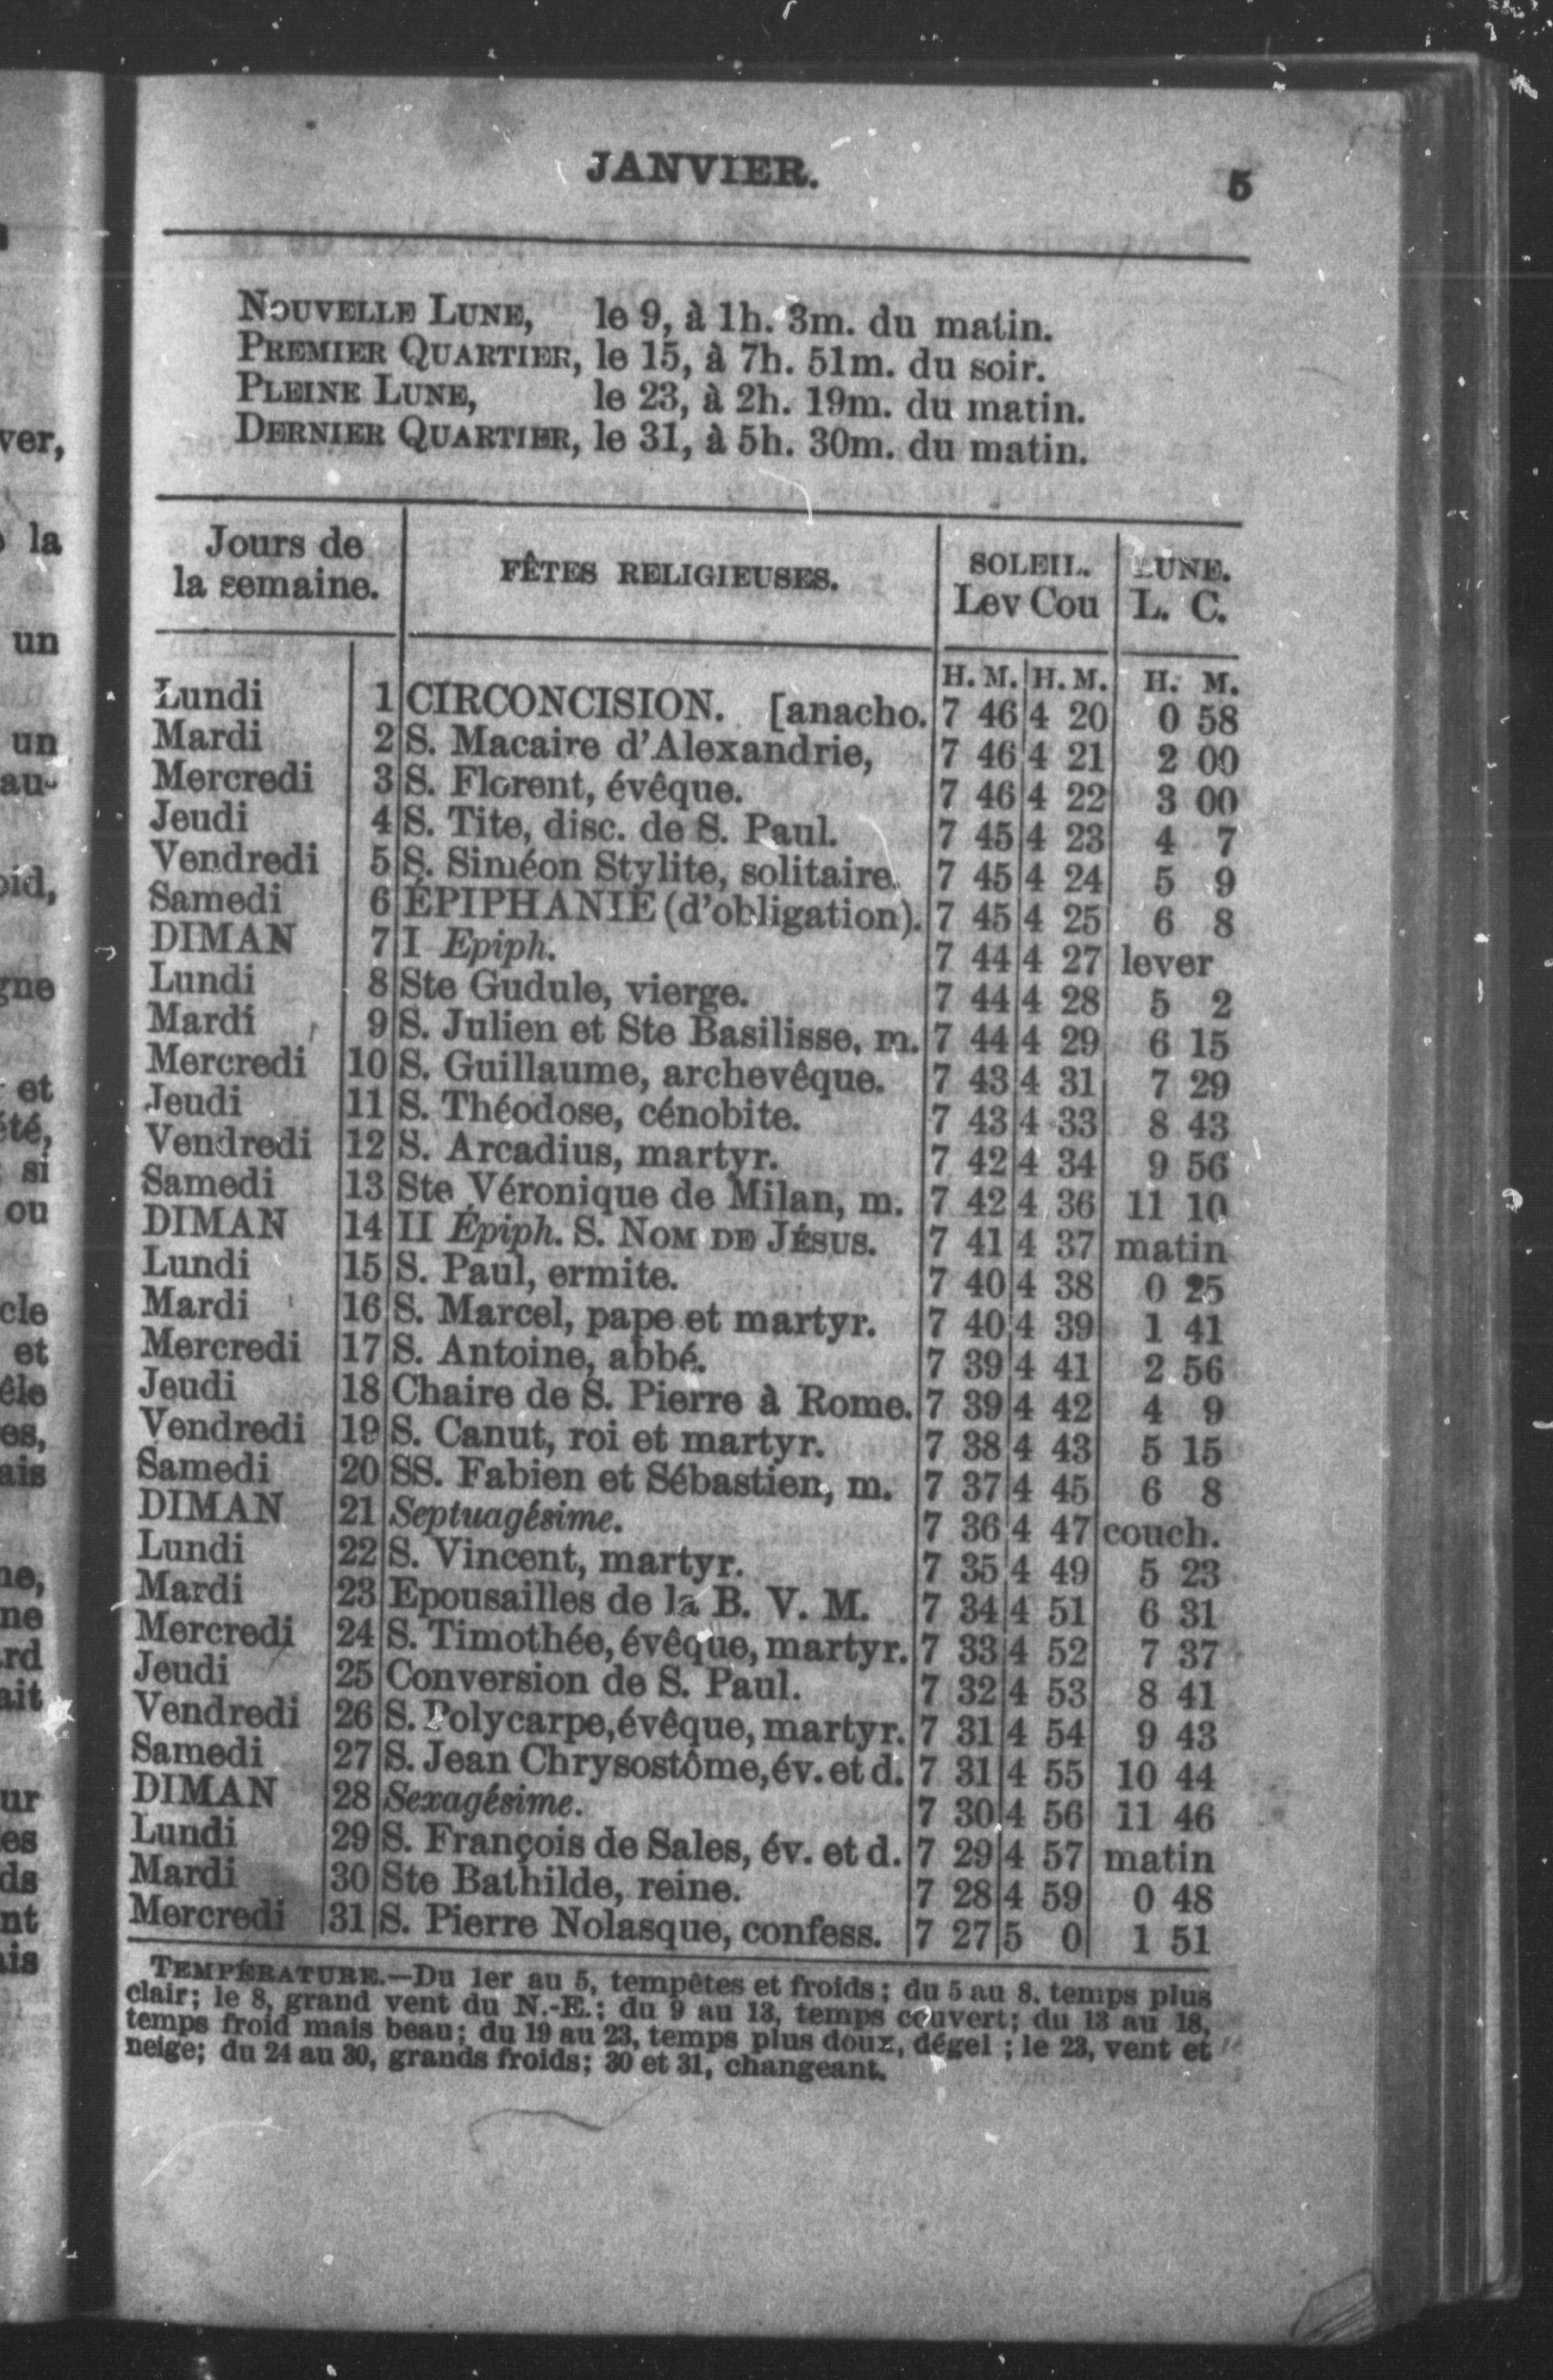 JANVIER. 5
NOUVELLE LUNE, le 9, à 1h. 3m. du matin.
PREMIER QUARTIER, le 15, à 7h. 51m. du soir.
PLEINE LUNE, le 23, à 2h. 19m. du matin.
DERNIER QUARTIER, le 31, à 5h. 30m. du matin.
Jours de la semaine. FÊTES RELIGIEUSES. SOLEIL. LUNE.
Lev Cou L. C.
H. M. H. M. H. M.
Lundi 1 CIRCONCISION. [anacho. 7 46 4 20 0 58
Mardi 2 S. Macaire d'Alexandrie, 7 46 4 21 2 00
Mercredi 3 S. Florent, évêque. 7 46 4 22 3 00
Jeudi 4 S. Tite, disc. de S. Paul. 7 45 4 23 4 7
Vendredi 5 S. Siméon Stylite, solitaire. 7 45 4 24 5 9
Samedi 6 ÉPIPHANIE (d'obligation). 7 45 4 25 6 8
DIMAN 7 I Epiph. 7 44 4 27 lever
Lundi 8 Ste Gudule, vierge. 7 44 4 28 5 2
Mardi 9 S. Julien et Ste Basilisse, m. 7 44 4 29 6 15
Mercredi 10 S. Guillaume, archevêque. 7 43 4 31 7 29
Jeudi 11 S. Théodose, cénobite. 7 43 4 33 8 43
Vendredi 12 S. Arcadius, martyr. 7 42 4 34 9 56
Samedi 13 Ste Véronique de Milan, m. 7 42 4 36 11 10
DIMAN 14 II Épiph. S. NOM DE JÉSUS. 7 41 4 37 matin
Lundi 15 S. Paul, ermite. 7 40 4 38 0 25
Mardi 16 S. Marcel, pape et martyr. 7 40 4 39 1 41
Mercredi 17 S. Antoine, abbé. 7 39 4 41 2 56
Jeudi 18 Chaire de S. Pierre à Rome. 7 39 4 42 4 9
Vendredi 19 S. Canut, roi et martyr. 7 38 4 43 5 15
Samedi 20 SS. Fabien et Sébastien, m. 7 37 4 45 6 8
DIMAN 21 Septuagésime. 7 36 4 47 couch.
Lundi 22 S. Vincent, martyr. 7 35 4 49 5 23
Mardi 23 Epousailles de la B. V. M. 7 34 4 51 6 31
Mercredi 24 S. Timothée, évêque, martyr. 7 33 4 52 7 37
Jeudi 25 Conversion de S. Paul. 7 32 4 53 8 41
Vendredi 26 S. Polycarpe, évêque, martyr. 7 31 4 54 9 43
Samedi 27 S. Jean Chrysostôme, év. et d. 7 31 4 55 10 44
DIMAN 28 Sexagésime. 7 30 4 56 11 46
Lundi 29 S. François de Sales, év. et d. 7 29 4 57 matin
Mardi 30 Ste Bathilde, reine. 7 28 4 59 0 48
Mercredi 31 S. Pierre Nolasque, confess. 7 27 5 0 1 51
TEMPÉRATURE.—Du 1er au 5, tempêtes et froids; du 5 au 8, temps plus
clair; le 8, grand vent du N.-E.; du 9 au 13, temps couvert; du 13 au 18,
temps froid mais beau; du 19 au 23, temps plus doux, dégel; le 23, vent et
neige; du 24 au 30, grands froids; 30 et 31, changeant.